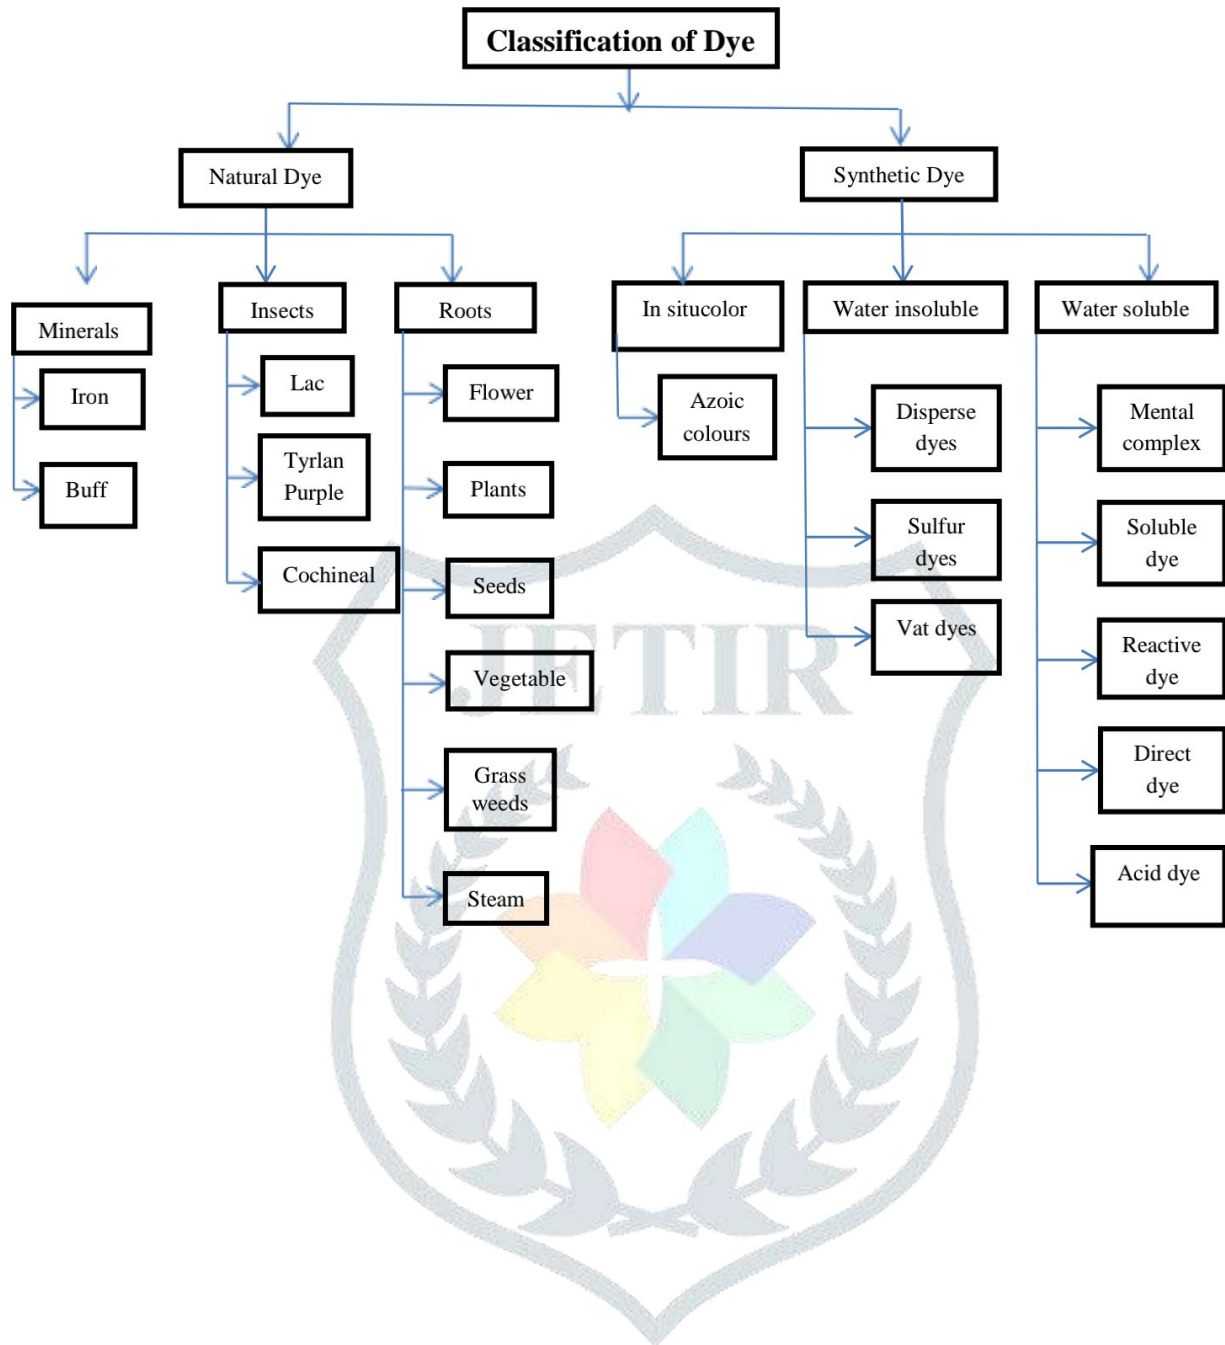 Classification of Dye
Natural Dye
Synthetic Dye
Minerals
Insects
Roots
In situcolor
Water insoluble
Water soluble
Iron
Buff
Lac
Tyrlan
Purple
Cochineal
Flower
Plants
Seeds
Vegetable
Grass
weeds
Steam
Azoic
colours
Disperse
dyes
Sulfur
dyes
Vat dyes
Mental
complex
Soluble
dye
Reactive
dye
Direct
dye
Acid dye
JETIR